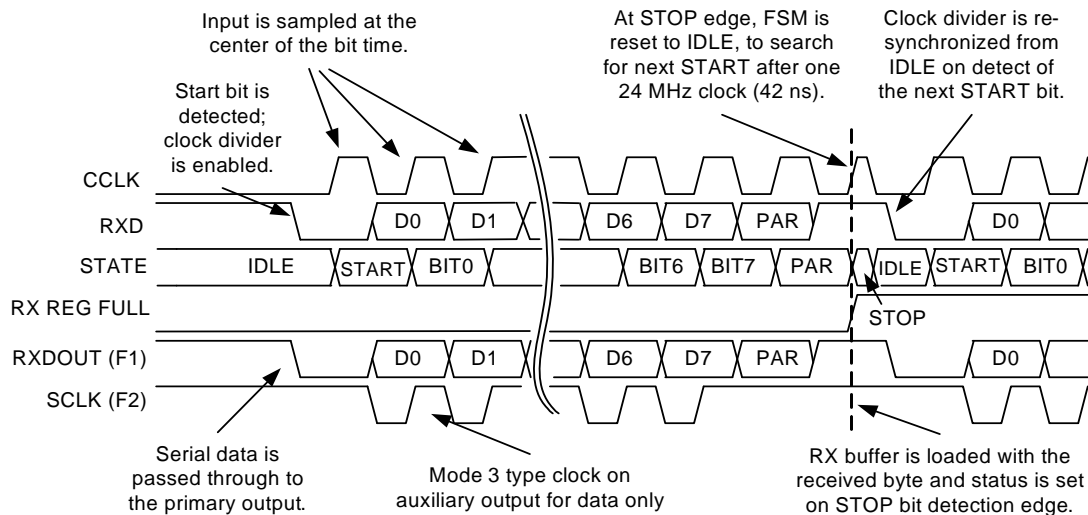 Input is sampled at the
center of the bit time.
At STOP edge, FSM is
reset to IDLE, to search
for next START after one
24 MHz clock (42 ns).
Clock divider is re-
synchronized from
IDLE on detect of
the next START bit.
Start bit is
detected;
clock divider
is enabled.
CCLK
RXD D0 D1 D6 D7 PAR D0
STATE IDLE START BIT0 BIT6 BIT7 PAR IDLE START BIT0
RX REG FULL STOP
RXDOUT (F1) D0 D1 D6 D7 PAR D0
SCLK (F2)
Serial data is
passed through to
the primary output.
Mode 3 type clock on
auxiliary output for data only
RX buffer is loaded with the
received byte and status is set
on STOP bit detection edge.